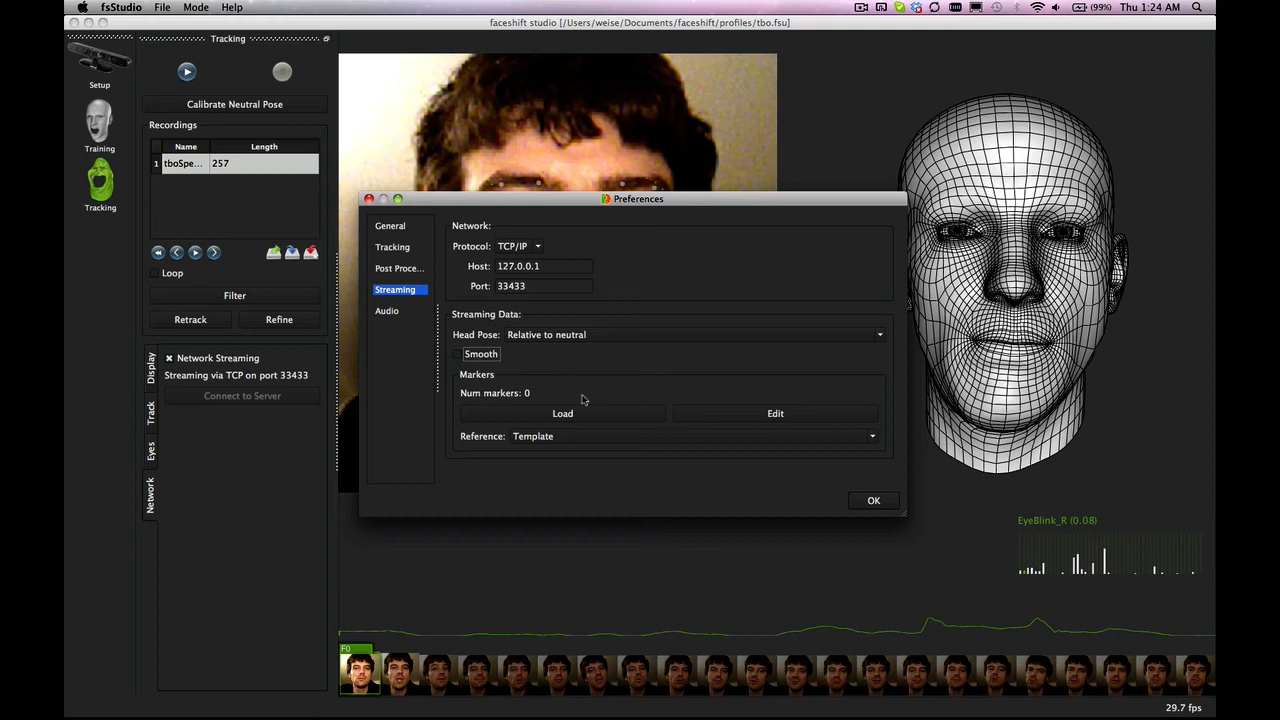 fsStudio File Mode Help
(99%) Thu 1:24 AM
faceshift studio [/Users/weise/Documents/faceshift/profiles/tbo.fsu]
Setup
Training
Tracking
Tracking
Calibrate Neutral Pose
Recordings
Name Length
1 tboSpe... 257
Loop
Filter
Retrack Refine
Display
Track
Eyes
Network
Network Streaming
Streaming via TCP on port 33433
Connect to Server
Preferences
General
Tracking
Post Proce...
Streaming
Audio
Network:
Protocol: TCP/IP
Host: 127.0.0.1
Port: 33433
Streaming Data:
Head Pose: Relative to neutral
Smooth
Markers
Num markers: 0
Load Edit
Reference: Template
OK
EyeBlink_R (0.08)
F0
29.7 fps